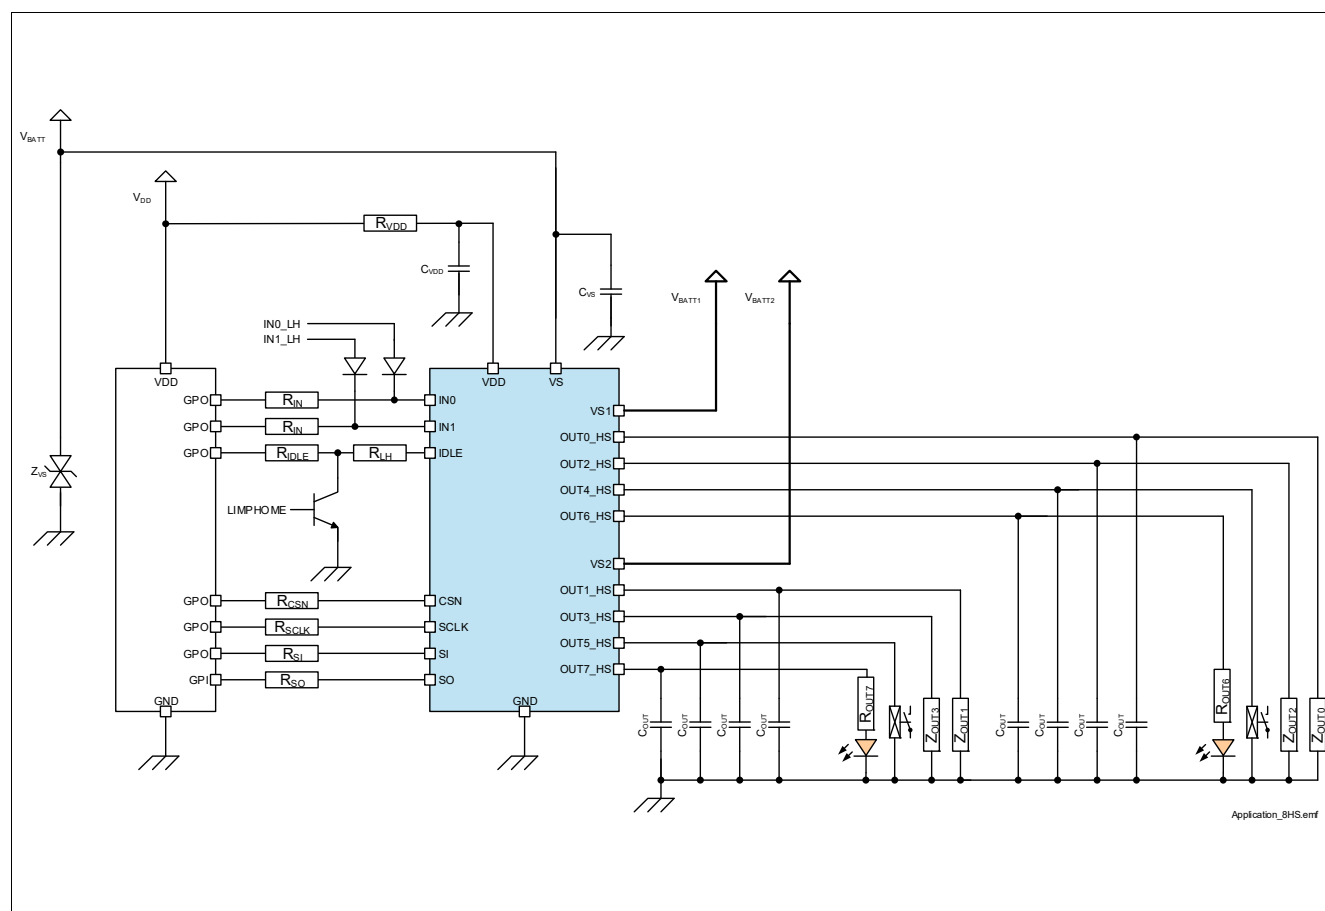 VBATT
VDD
RVDD
CVDD
CVS
VBATT1
VBATT2
IN0_LH
IN1_LH
VDD
VDD
VS
GPO
RIN
IN0
VS1
GPO
RIN
IN1
OUT0_HS
GPO
RIDLE
RLH
IDLE
OUT2_HS
ZVS
OUT4_HS
LIMPHOME
OUT6_HS
VS2
GPO
RCSN
CSN
OUT1_HS
GPO
RSCLK
SCLK
OUT3_HS
GPO
RSI
SI
OUT5_HS
GPI
RSO
SO
OUT7_HS
GND
GND
COUT
COUT
COUT
COUT
ROUT7
ZOUT3
ZOUT1
COUT
COUT
COUT
COUT
ROUT6
ZOUT2
ZOUT0
Application_8HS.emf